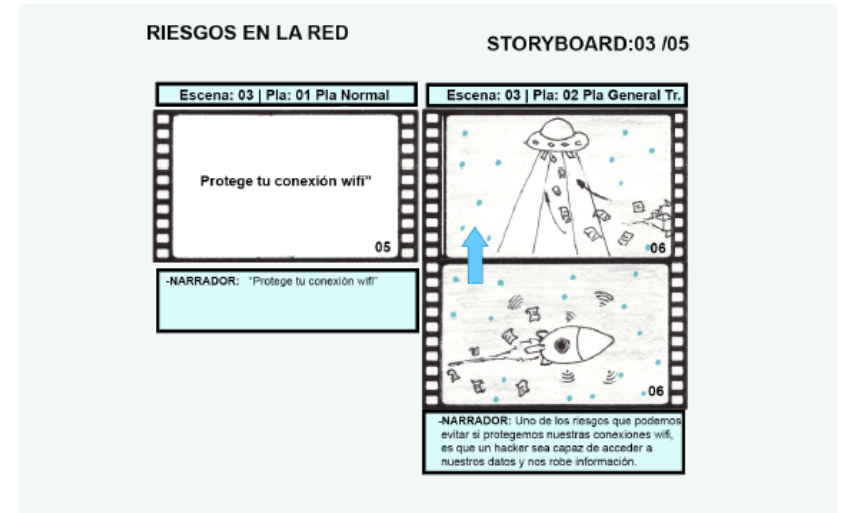 RIESGOS EN LA RED
STORYBOARD:03 /05
Escena: 03 | Pla: 01 Pla Normal
Protege tu conexión wifi"
05
-NARRADOR: "Protege tu conexión wifi"
Escena: 03 | Pla: 02 Pla General Tr.
06
06
-NARRADOR: Uno de los riesgos que podemos
evitar si protegemos nuestras conexiones wifi,
es que un hacker sea capaz de acceder a
nuestros datos y nos robe información.